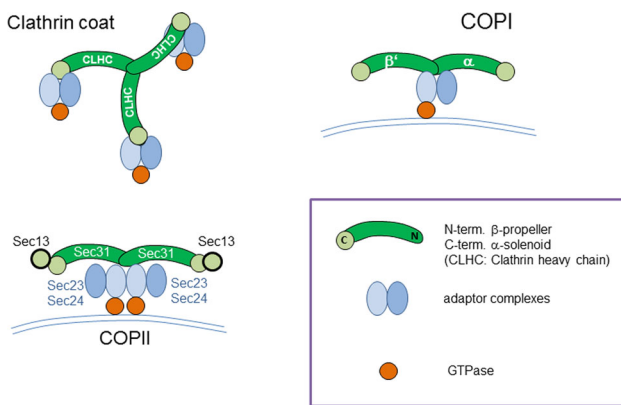 Clathrin coat
CLHC
CLHC
CLHC
COPI
β‘
α
Sec13
Sec31
Sec31
Sec13
Sec23
Sec24
Sec23
Sec24
COPII
C
N
N-term. β-propeller
C-term. α-solenoid
(CLHC: Clathrin heavy chain)
adaptor complexes
GTPase